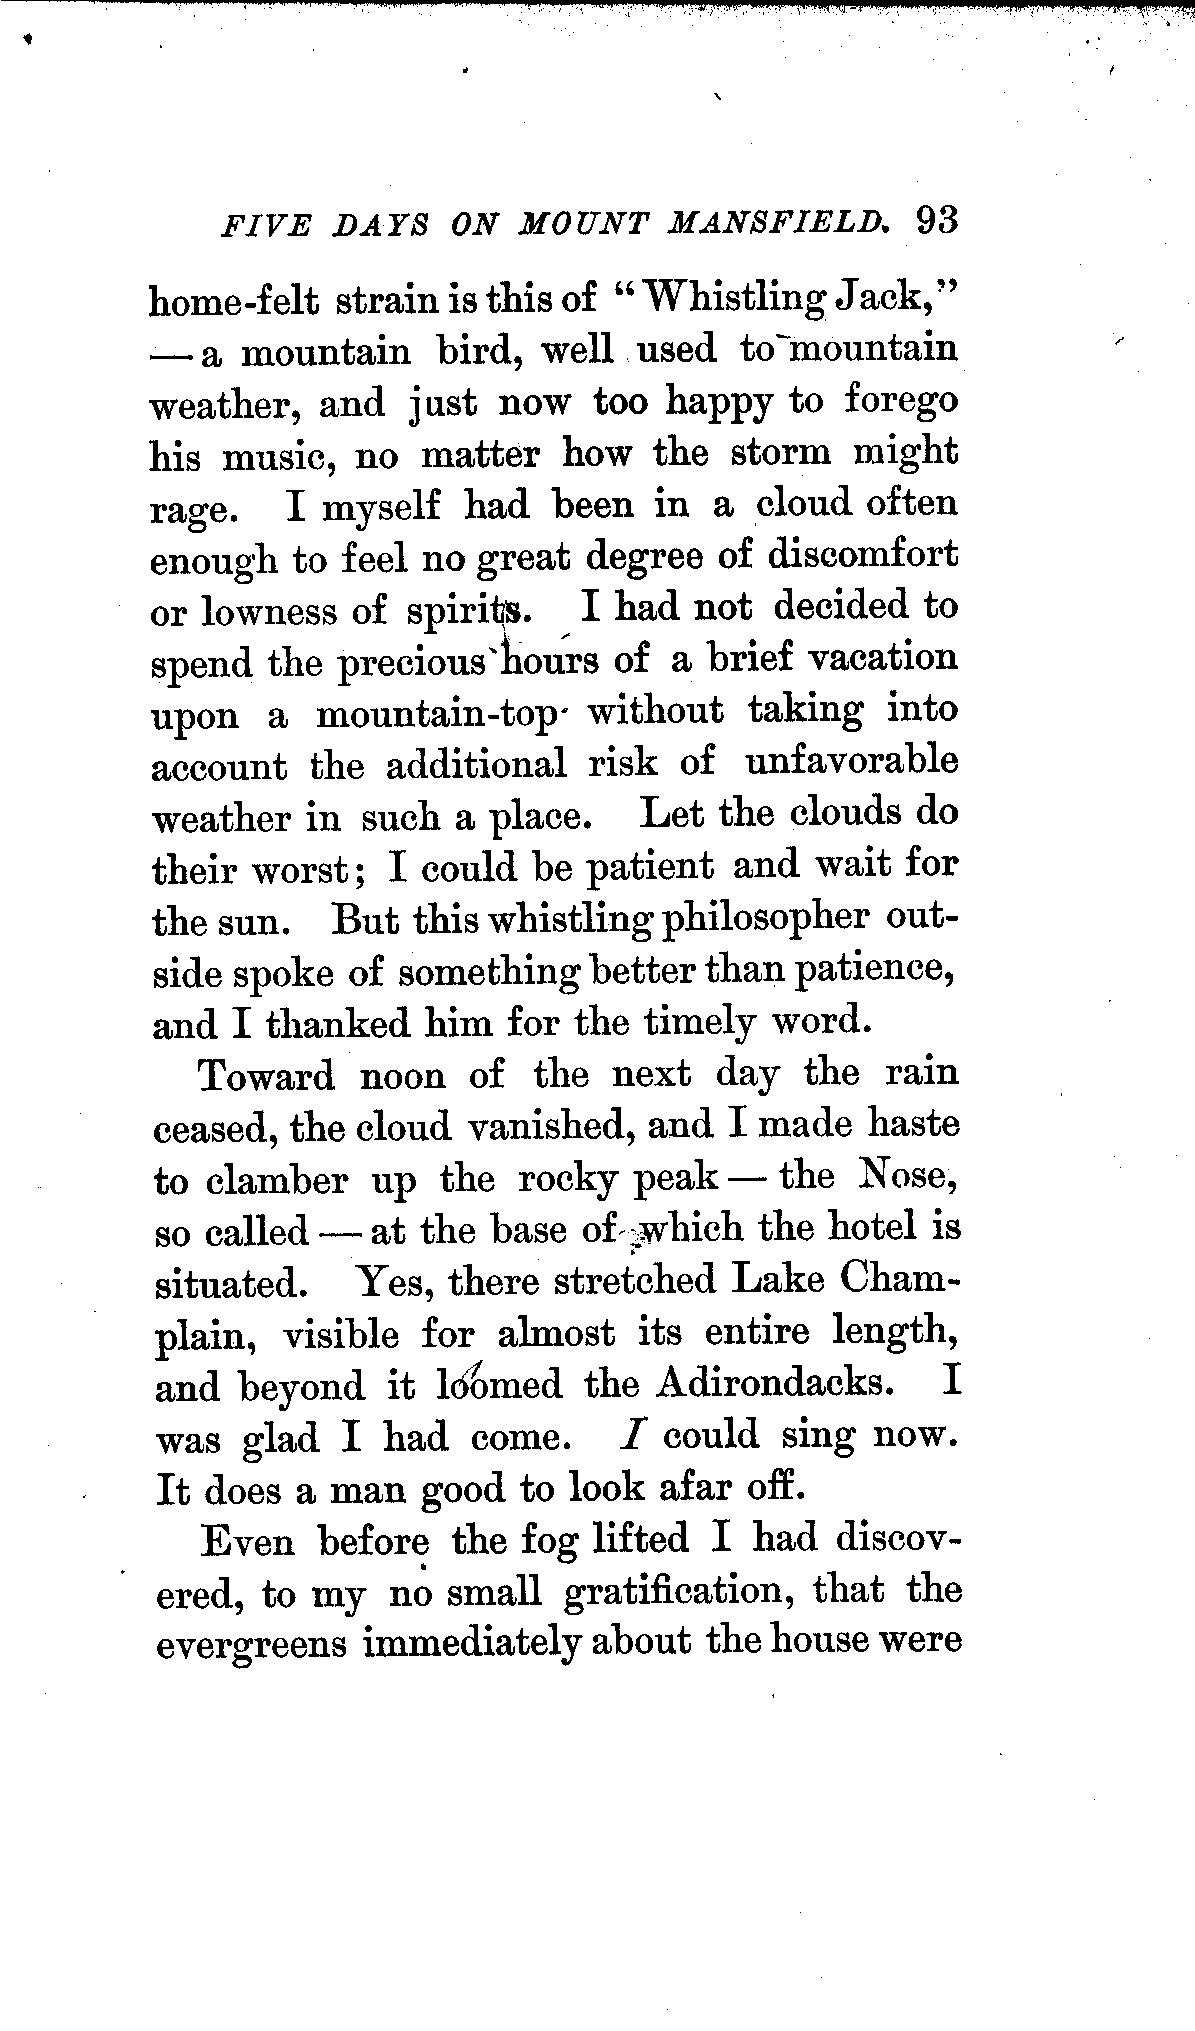 FIVE DAYS ON MOUNT MANSFIELD. 93
home-felt strain is this of “Whistling Jack,”
— a mountain bird, well used to mountain
weather, and just now too happy to forego
his music, no matter how the storm might
rage. I myself had been in a cloud often
enough to feel no great degree of discomfort
or lowness of spirits. I had not decided to
spend the precious hours of a brief vacation
upon a mountain-top without taking into
account the additional risk of unfavorable
weather in such a place. Let the clouds do
their worst; I could be patient and wait for
the sun. But this whistling philosopher out-
side spoke of something better than patience,
and I thanked him for the timely word.
Toward noon of the next day the rain
ceased, the cloud vanished, and I made haste
to clamber up the rocky peak — the Nose,
so called — at the base of which the hotel is
situated. Yes, there stretched Lake Cham-
plain, visible for almost its entire length,
and beyond it loomed the Adirondacks. I
was glad I had come. I could sing now.
It does a man good to look afar off.
Even before the fog lifted I had discov-
ered, to my no small gratification, that the
evergreens immediately about the house were